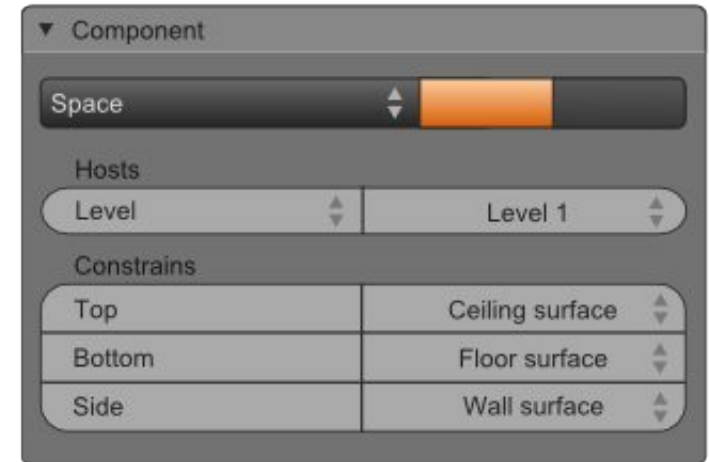 Component
Space
Hosts
Level Level 1
Constrains
Top Ceiling surface
Bottom Floor surface
Side Wall surface